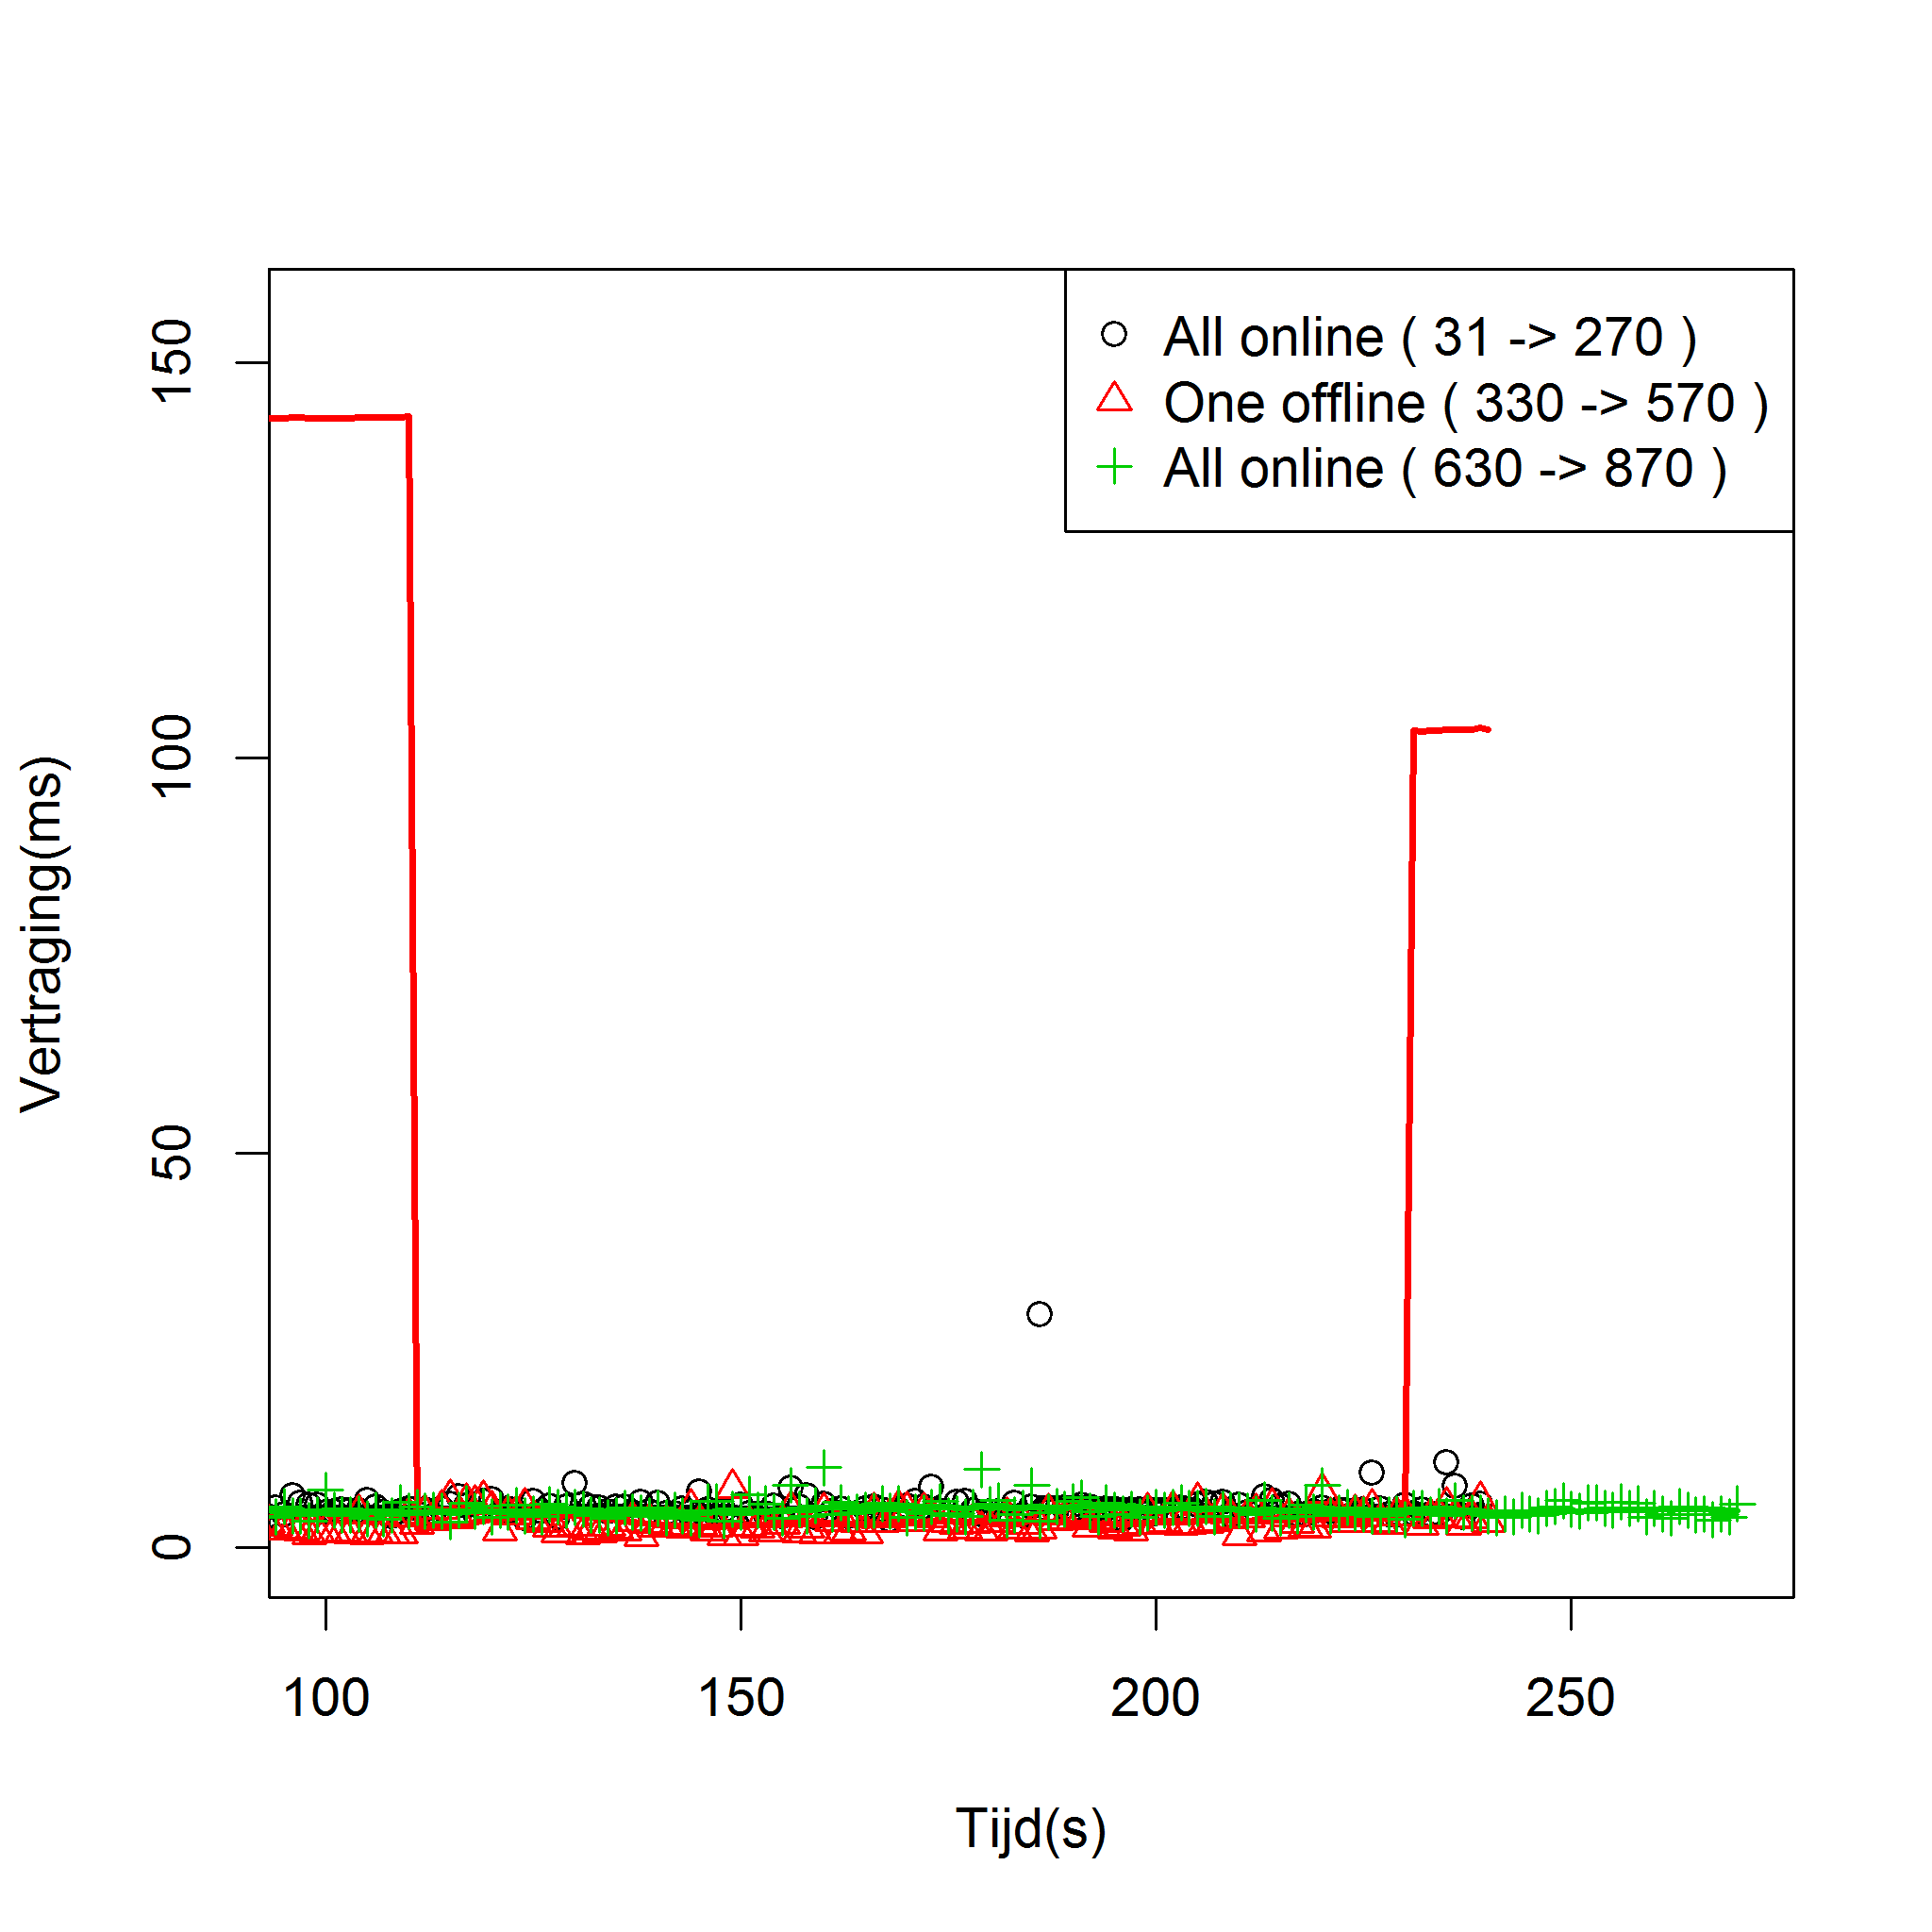 All online ( 31 -> 270 )
One offline ( 330 -> 570 )
All online ( 630 -> 870 )
Vertraging(ms)
150
100
50
0
100 150 200 250
Tijd(s)